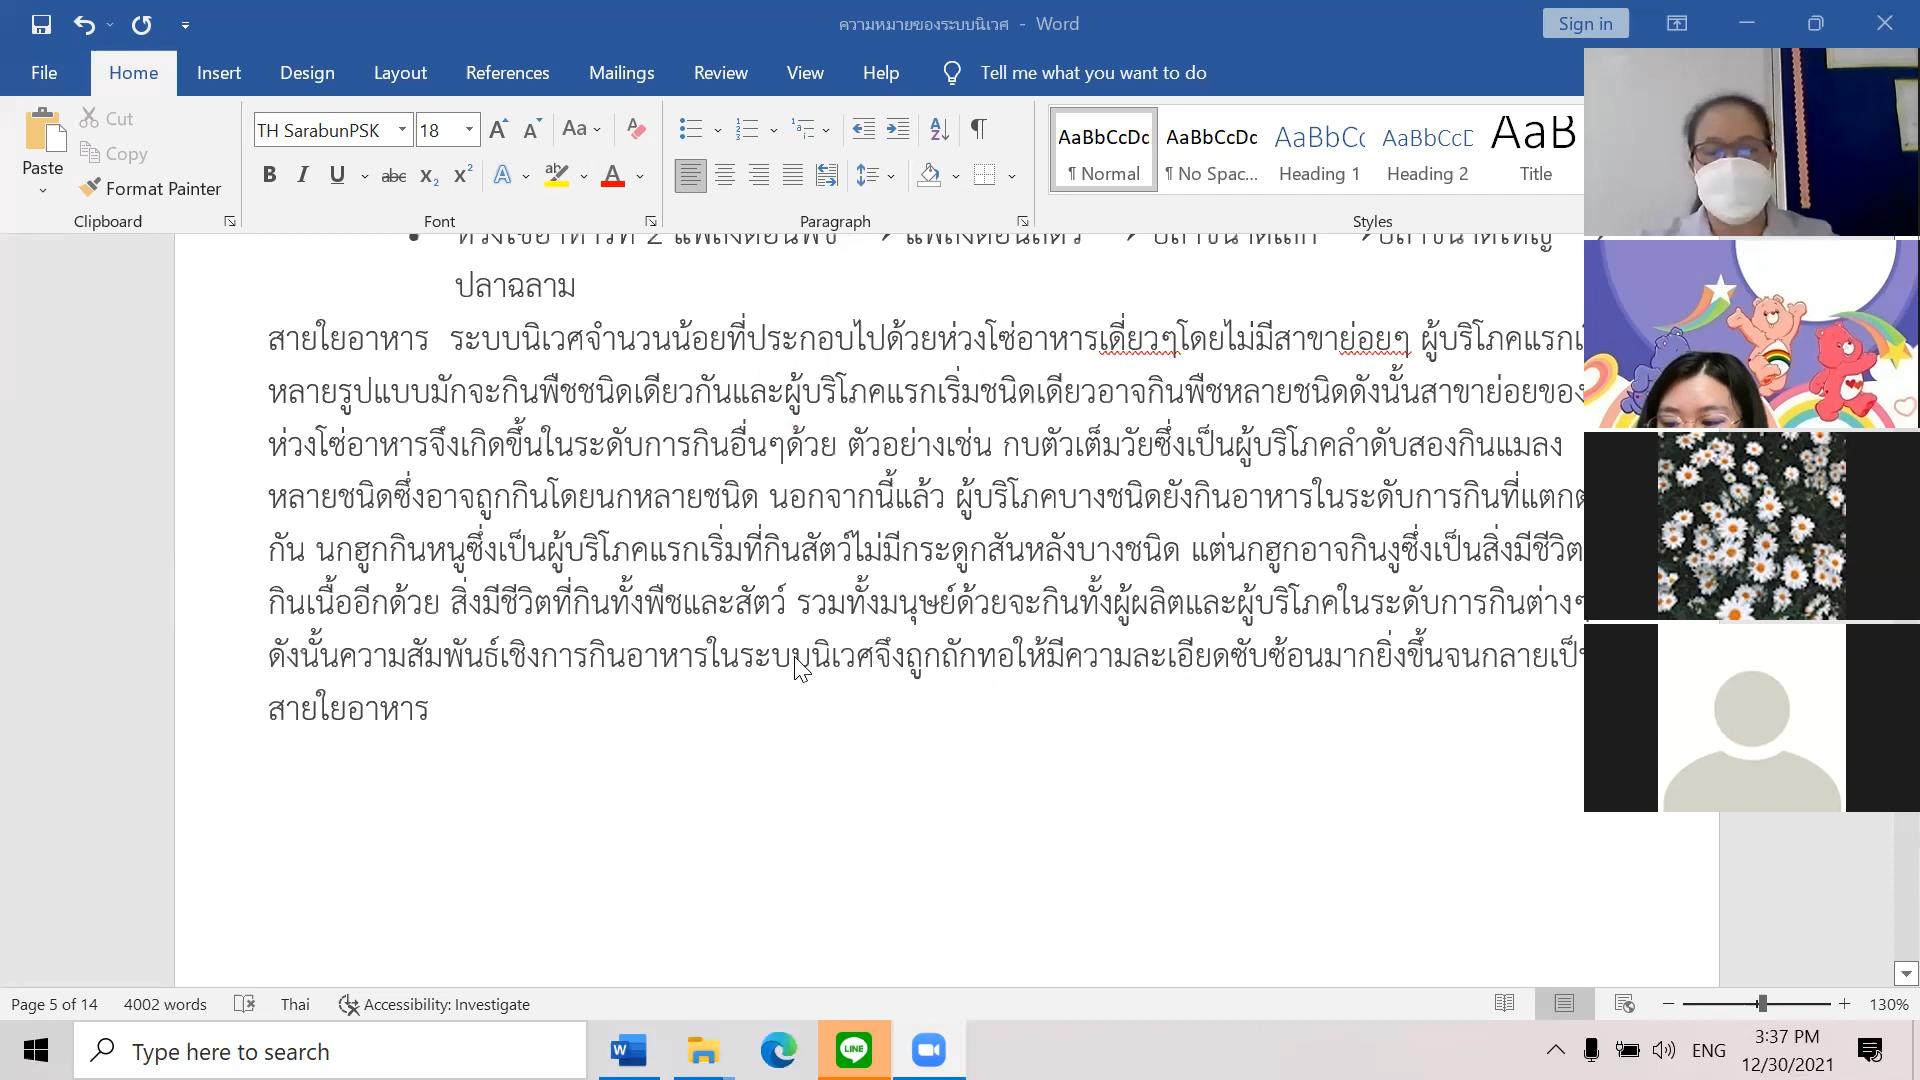 ความหมายของระบบนิเวศ - Word
Sign in
File Home Insert Design Layout References Mailings Review View Help Tell me what you want to do
Paste
Cut
Copy
Format Painter
Clipboard
TH SarabunPSK 18
Font
Paragraph
AaBbCcDc AaBbCcDc AaBbCc AaBbCcD AaB
¶ Normal ¶ No Spac... Heading 1 Heading 2 Title
Styles
ปลาฉลาม
สายใยอาหาร ระบบนิเวศจำนวนน้อยที่ประกอบไปด้วยห่วงโซ่อาหารเดี่ยวๆโดยไม่มีสาขาย่อยๆ ผู้บริโภคแรก
หลายรูปแบบมักจะกินพืชชนิดเดียวกันและผู้บริโภคแรกเริ่มชนิดเดียวอาจกินพืชหลายชนิดดังนั้นสาขาย่อยของ
ห่วงโซ่อาหารจึงเกิดขึ้นในระดับการกินอื่นๆด้วย ตัวอย่างเช่น กบตัวเต็มวัยซึ่งเป็นผู้บริโภคลำดับสองกินแมลง
หลายชนิดซึ่งอาจถูกกินโดยนกหลายชนิด นอกจากนี้แล้ว ผู้บริโภคบางชนิดยังกินอาหารในระดับการกินที่แตก
กัน นกฮูกกินหนูซึ่งเป็นผู้บริโภคแรกเริ่มที่กินสัตว์ไม่มีกระดูกสันหลังบางชนิด แต่นกฮูกอาจกินงูซึ่งเป็นสิ่งมีชีวิต
กินเนื้ออีกด้วย สิ่งมีชีวิตที่กินทั้งพืชและสัตว์ รวมทั้งมนุษย์ด้วยจะกินทั้งผู้ผลิตและผู้บริโภคในระดับการกินต่างๆ
ดังนั้นความสัมพันธ์เชิงการกินอาหารในระบบนิเวศจึงถูกถักทอให้มีความละเอียดซับซ้อนมากยิ่งขึ้นจนกลายเป็น
สายใยอาหาร
Page 5 of 14 4002 words Thai Accessibility: Investigate 130%
Type here to search
LINE
ENG
3:37 PM
12/30/2021